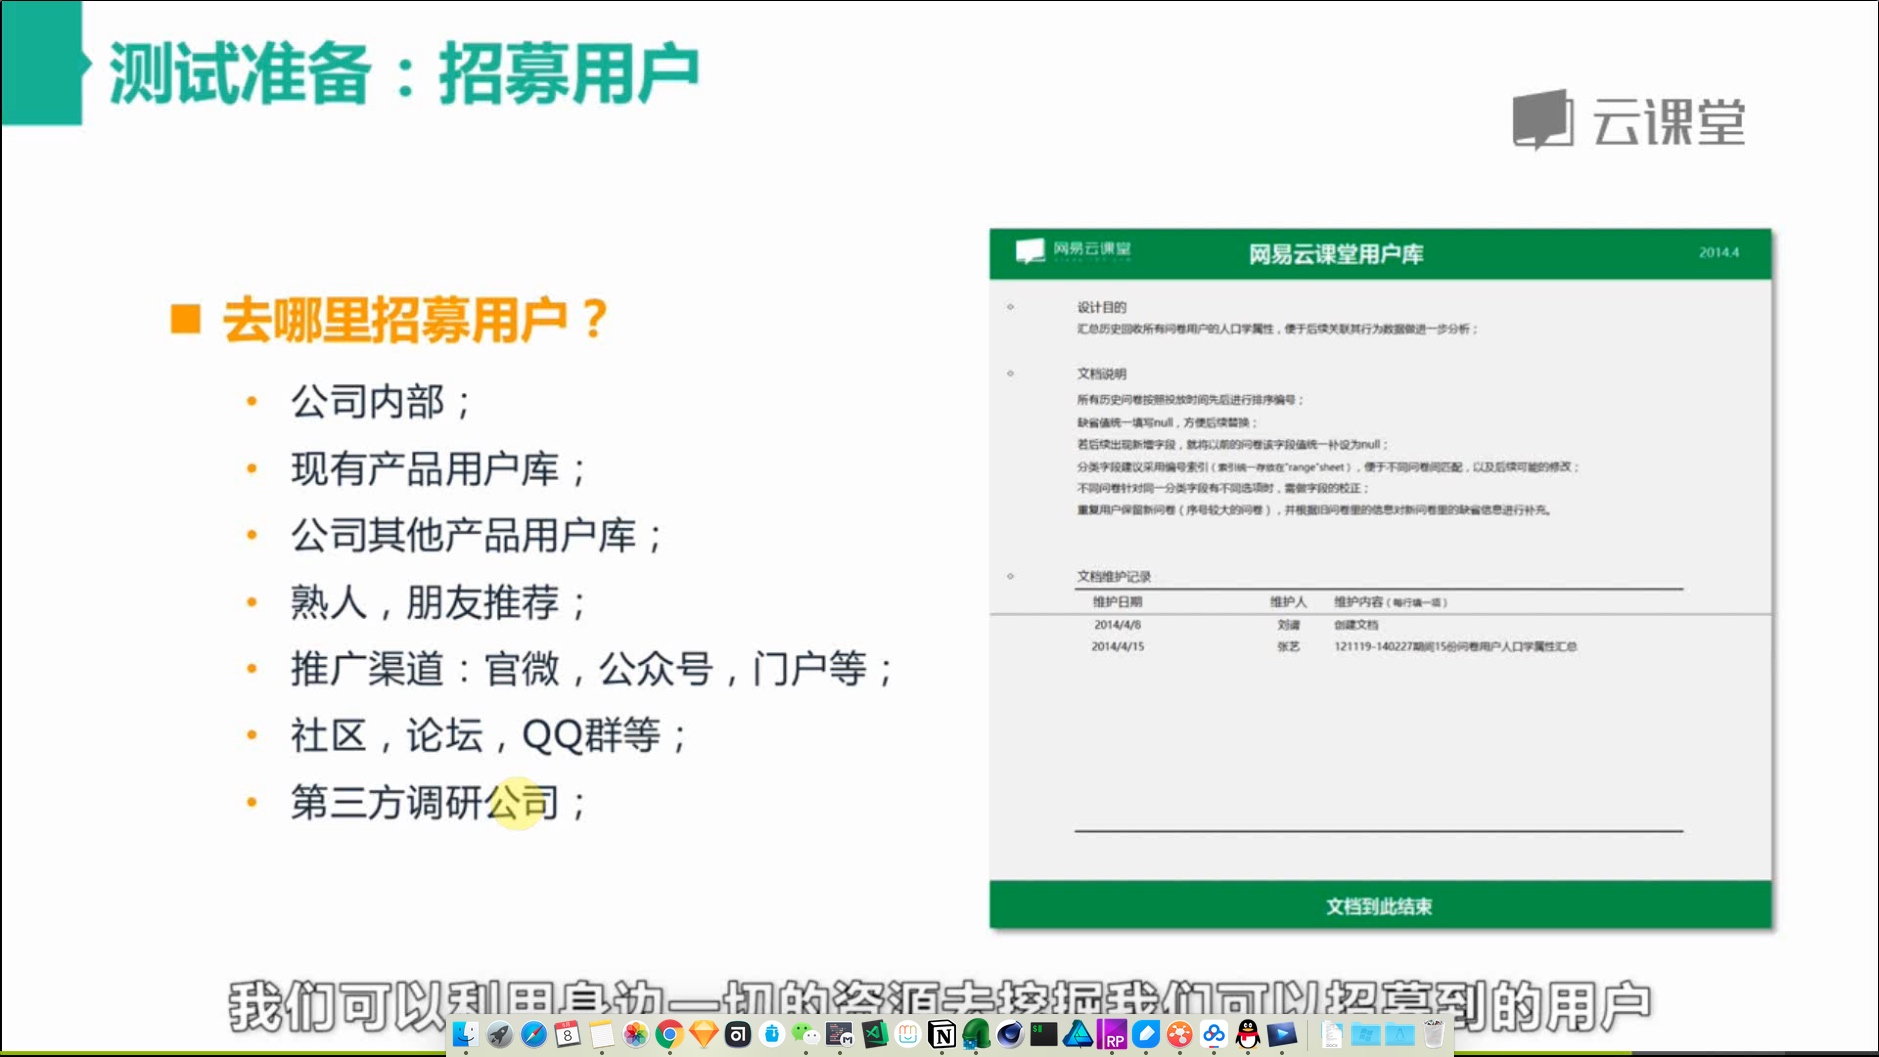 测试准备：招募用户
云课堂
去哪里招募用户？
公司内部；
现有产品用户库；
公司其他产品用户库；
熟人，朋友推荐；
推广渠道：官微，公众号，门户等；
社区，论坛，QQ群等；
第三方调研公司；
网易云课堂
网易云课堂用户库
2014.4
设计目的
汇总历史回收所有问卷用户的人口学属性，便于后续关联其行为数据做进一步分析；
文档说明
所有历史问卷按照投放时间先后进行排序编号；
缺省值统一填写null，方便后续替换；
若后续出现新增字段，就将以前的问卷该字段值统一补设为null；
分类字段建议采用编号索引（索引统一存放在"range"sheet），便于不同问卷间匹配，以及后续可能的修改；
不同问卷针对同一分类字段有不同选项时，需做字段的校正；
重复用户保留新问卷（序号较大的问卷），并根据旧问卷里的信息对新问卷里的缺省信息进行补充。
文档维护记录
维护日期 维护人 维护内容（每行填一项）
2014/4/8 创建文档
2014/4/15 张艺 121119-140227期间15份问卷用户人口学属性汇总
文档到此结束
我们可以利用身边一切的资源去挖掘我们可以招募到的用户